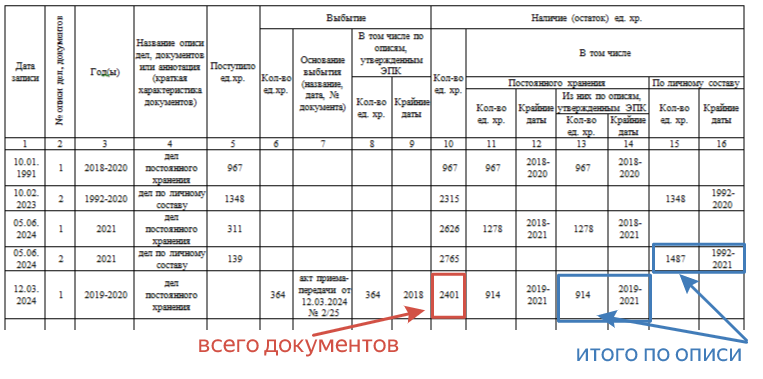 Выбытие
Наличие (остаток) ед. хр.
Дата
записи
№ описи дел, документов
Год(ы)
Название описи
дел, документов
или аннотация
(краткая
характеристика
документов)
Поступило
ед.хр.
Кол-во
ед.хр.
Основание
выбытия
(название,
дата, №
документа)
В том числе по
описям,
утвержденным
ЭПК
Кол-во
ед. хр.
Крайние
даты
Кол-во
ед. хр.
В том числе
Постоянного хранения
По личному составу
Кол-во
ед. хр.
Крайние
даты
Из них по описям,
утвержденным ЭПК
Кол-во
ед. хр.
Крайние
даты
Кол-во
ед. хр.
Крайние
даты
1 2 3 4 5 6 7 8 9 10 11 12 13 14 15 16
10.01.
1991
1
2018-2020
дел
постоянного
хранения
967
967
967
2018-
2020
967
2018-
2020
10.02.
2023
2
1992-2020
дел по личному
составу
1348
2315
1348
1992-
2020
05.06.
2024
1
2021
дел
постоянного
хранения
311
2626
1278
2018-
2021
1278
2018-
2021
05.06.
2024
2
2021
дел по личному
составу
139
2765
1487
1992-
2021
12.03.
2024
1
2019-2020
дел
постоянного
хранения
364
акт приема-
передачи от
12.03.2024
№ 2/25
364
2018
2401
914
2019-
2021
914
2019-
2021
ВСЕГО ДОКУМЕНТОВ
ИТОГО ПО ОПИСИ